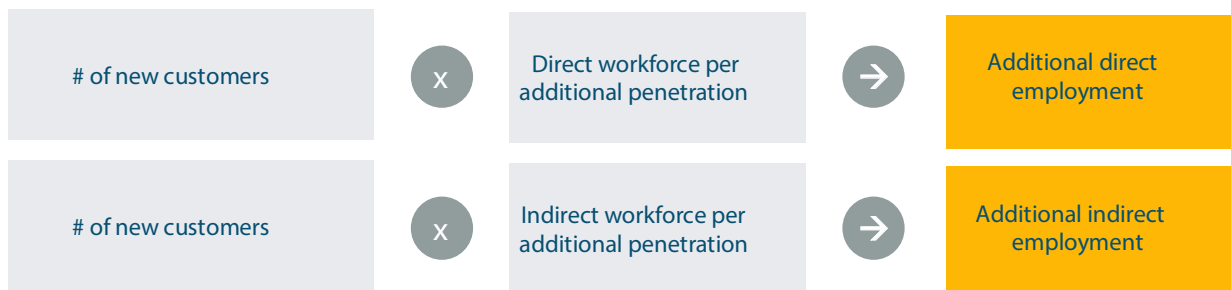 # of new customers
x
Direct workforce per
additional penetration
→
Additional direct
employment
# of new customers
x
Indirect workforce per
additional penetration
→
Additional indirect
employment